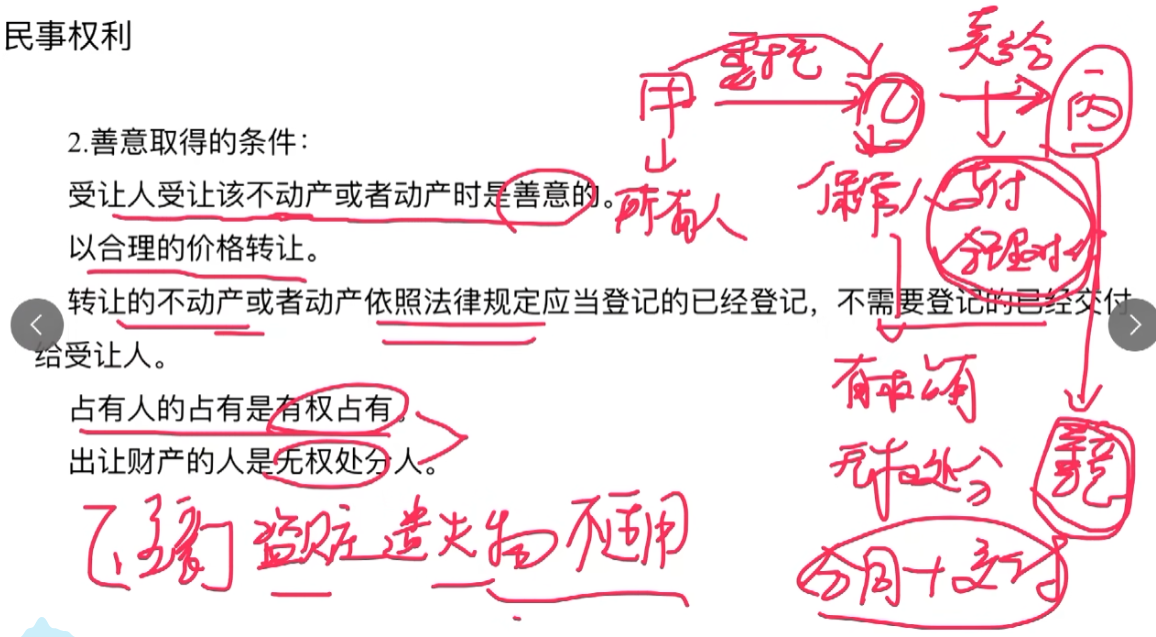 民事权利
2.善意取得的条件：
受让人受让该不动产或者动产时是善意的。
以合理的价格转让。
转让的不动产或者动产依照法律规定应当登记的已经登记，不需要登记的已经交付
给受让人。
占有人的占有是有权占有。
出让财产的人是无权处分人。
甲 委托 乙 卖给 丙
所有人
保管人
支付
合理对价
有权占有
无权处分
善意
合同+交付
盗赃遗失物不适用